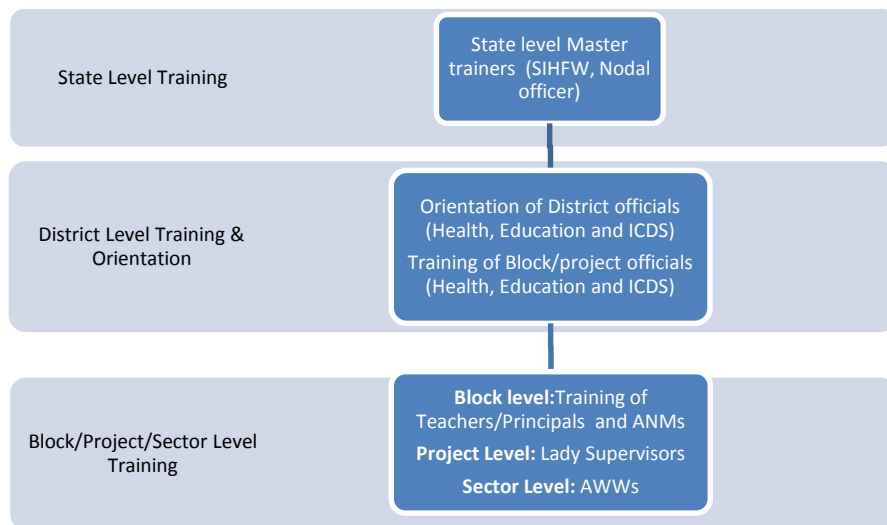 State Level Training
State level Master
trainers (SIHFW, Nodal
officer)
District Level Training &
Orientation
Orientation of District officials
(Health, Education and ICDS)
Training of Block/project officials
(Health, Education and ICDS)
Block/Project/Sector Level
Training
Block level:Training of
Teachers/Principals and ANMs
Project Level: Lady Supervisors
Sector Level: AWWs